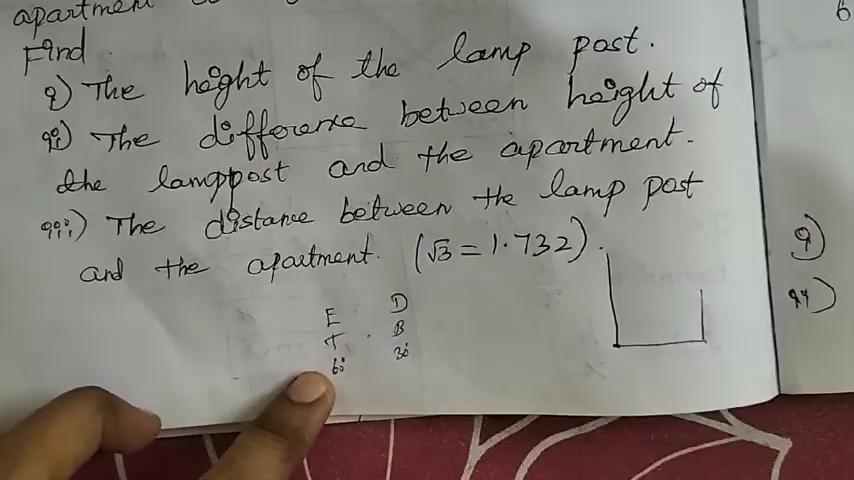 apartment
Find
i) The height of the lamp post.
ii) The difference between height of
the lamppost and the apartment.
iii) The distance between the lamp post
and the apartment. (√3 = 1.732).
E D
T B
60° 30°
6
i)
ii)